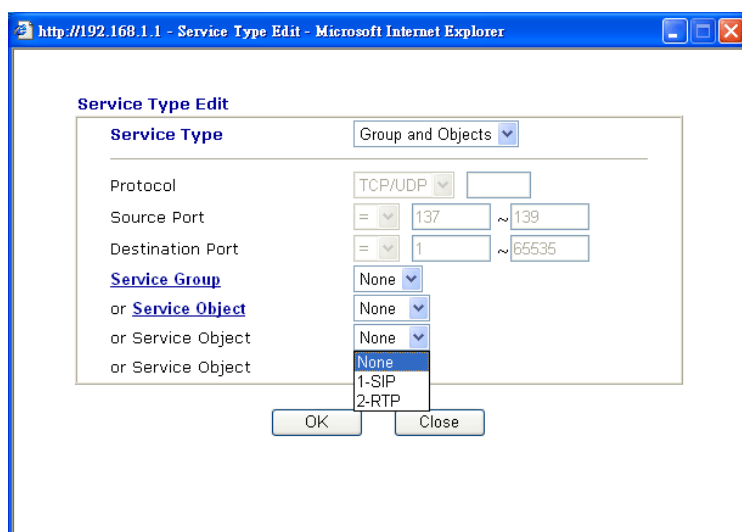 http://192.168.1.1 - Service Type Edit - Microsoft Internet Explorer
Service Type Edit
Service Type Group and Objects
Protocol TCP/UDP
Source Port = 137 ~ 139
Destination Port = 1 ~ 65535
Service Group None
or Service Object None
or Service Object None
or Service Object None
1-SIP
2-RTP
OK Close